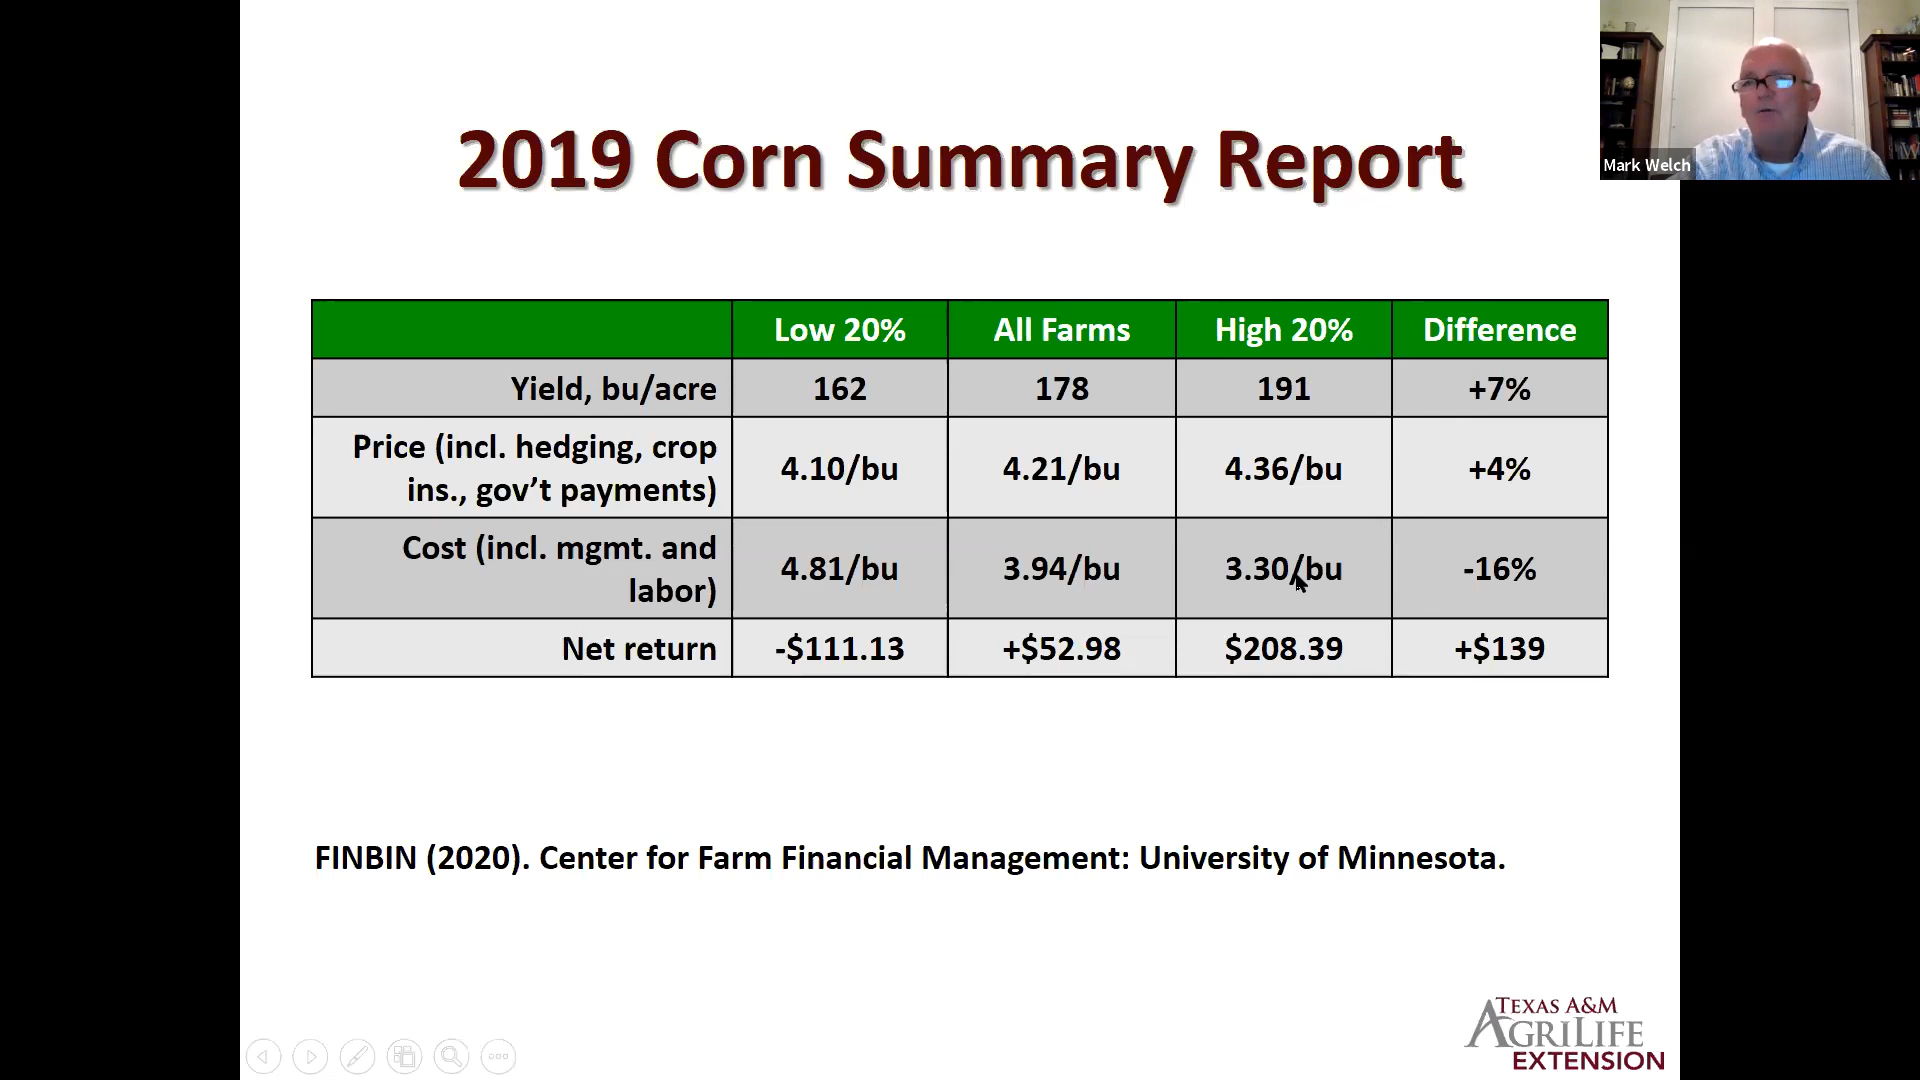 2019 Corn Summary Report
Mark Welch
Low 20% All Farms High 20% Difference
Yield, bu/acre 162 178 191 +7%
Price (incl. hedging, crop
ins., gov’t payments) 4.10/bu 4.21/bu 4.36/bu +4%
Cost (incl. mgmt. and
labor) 4.81/bu 3.94/bu 3.30/bu -16%
Net return -$111.13 +$52.98 $208.39 +$139
FINBIN (2020). Center for Farm Financial Management: University of Minnesota.
TEXAS A&M
AGRILIFE
EXTENSION